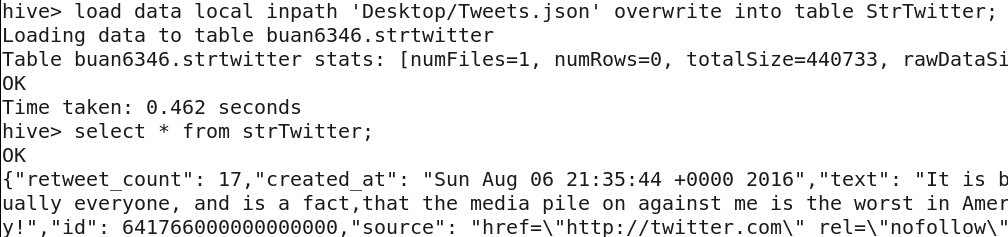 hive> load data local inpath 'Desktop/Tweets.json' overwrite into table StrTwitter;
Loading data to table buan6346.strtwitter
Table buan6346.strtwitter stats: [numFiles=1, numRows=0, totalSize=440733, rawDataSi
OK
Time taken: 0.462 seconds
hive> select * from strTwitter;
OK
{"retweet_count": 17,"created_at": "Sun Aug 06 21:35:44 +0000 2016","text": "It is b
ually everyone, and is a fact,that the media pile on against me is the worst in Amer
y!","id": 641766000000000000,"source": "href=\"http://twitter.com\" rel=\"nofollow\"